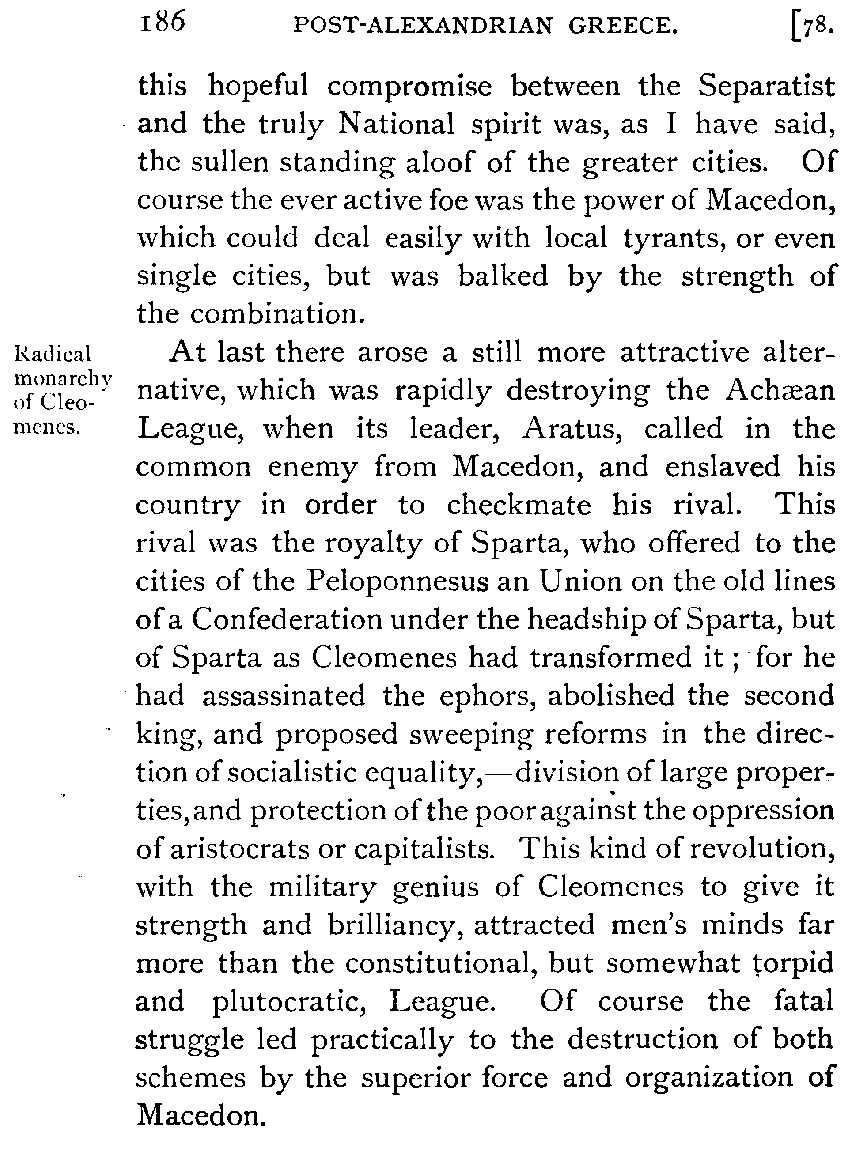 186 POST-ALEXANDRIAN GREECE. [78.
this hopeful compromise between the Separatist
and the truly National spirit was, as I have said,
the sullen standing aloof of the greater cities. Of
course the ever active foe was the power of Macedon,
which could deal easily with local tyrants, or even
single cities, but was balked by the strength of
the combination.
Radical
monarchy
of Cleo-
menes.
At last there arose a still more attractive alter-
native, which was rapidly destroying the Achæan
League, when its leader, Aratus, called in the
common enemy from Macedon, and enslaved his
country in order to checkmate his rival. This
rival was the royalty of Sparta, who offered to the
cities of the Peloponnesus an Union on the old lines
of a Confederation under the headship of Sparta, but
of Sparta as Cleomenes had transformed it ; for he
had assassinated the ephors, abolished the second
king, and proposed sweeping reforms in the direc-
tion of socialistic equality,—division of large proper-
ties, and protection of the poor against the oppression
of aristocrats or capitalists. This kind of revolution,
with the military genius of Cleomenes to give it
strength and brilliancy, attracted men's minds far
more than the constitutional, but somewhat torpid
and plutocratic, League. Of course the fatal
struggle led practically to the destruction of both
schemes by the superior force and organization of
Macedon.